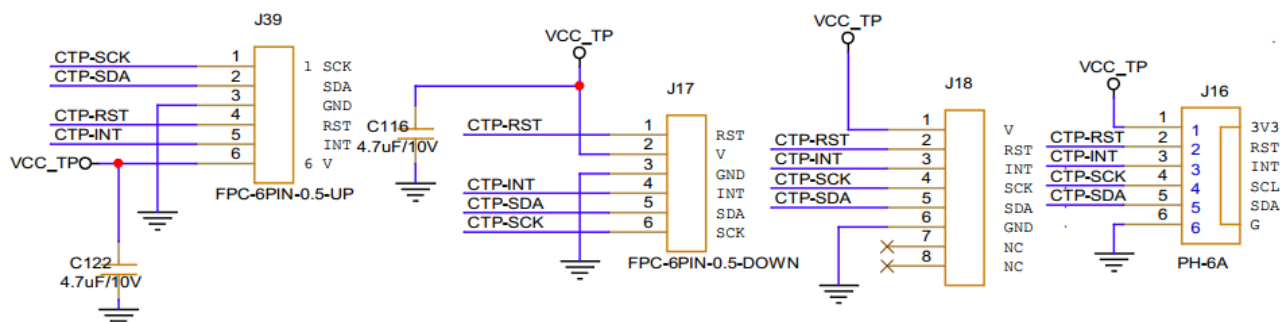 J39
CTP-SCK 1 1 SCK
CTP-SDA 2 SDA
3 GND
CTP-RST 4 RST
CTP-INT 5 INT
VCC_TP 6 6 V
FPC-6PIN-0.5-UP
C122
4.7uF/10V
VCC_TP
C116
4.7uF/10V
J17
CTP-RST 1 RST
2 V
3 GND
CTP-INT 4 INT
CTP-SDA 5 SDA
CTP-SCK 6 SCK
FPC-6PIN-0.5-DOWN
VCC_TP
J18
1 V
CTP-RST 2 RST
CTP-INT 3 INT
CTP-SCK 4 SCK
CTP-SDA 5 SDA
6 GND
7 NC
8 NC
VCC_TP
J16
1 1 3V3
CTP-RST 2 2 RST
CTP-INT 3 3 INT
CTP-SCK 4 4 SCL
CTP-SDA 5 5 SDA
6 6 G
PH-6A